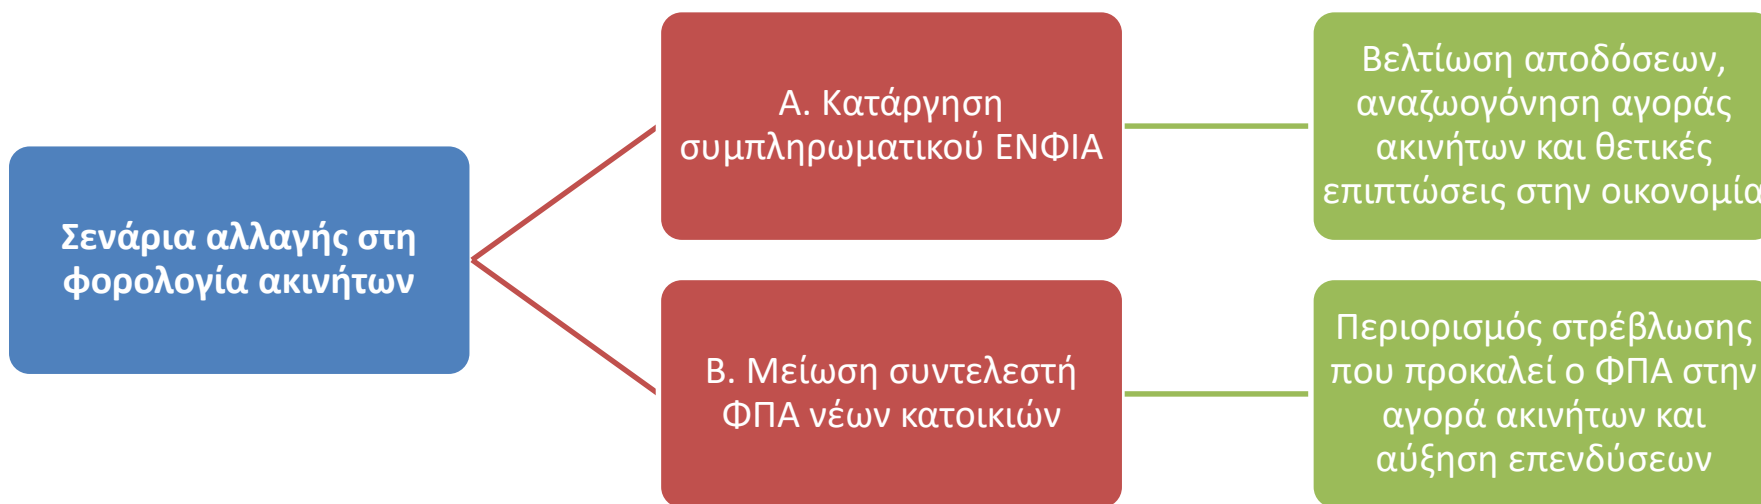 Σενάρια αλλαγής στη
φορολογία ακινήτων
Α. Κατάργηση
συμπληρωματικού ΕΝΦΙΑ
Β. Μείωση συντελεστή
ΦΠΑ νέων κατοικιών
Βελτίωση αποδόσεων,
αναζωογόνηση αγοράς
ακινήτων και θετικές
επιπτώσεις στην οικονομία
Περιορισμός στρέβλωσης
που προκαλεί ο ΦΠΑ στην
αγορά ακινήτων και
αύξηση επενδύσεων